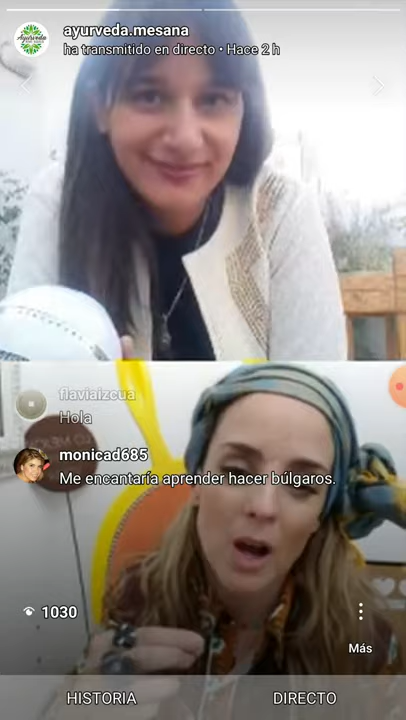 ayurveda.mesana
ha transmitido en directo • Hace 2 h
flaviaizcua
Hola
monicad685
Me encantaría aprender hacer búlgaros.
1030
Más
HISTORIA
DIRECTO